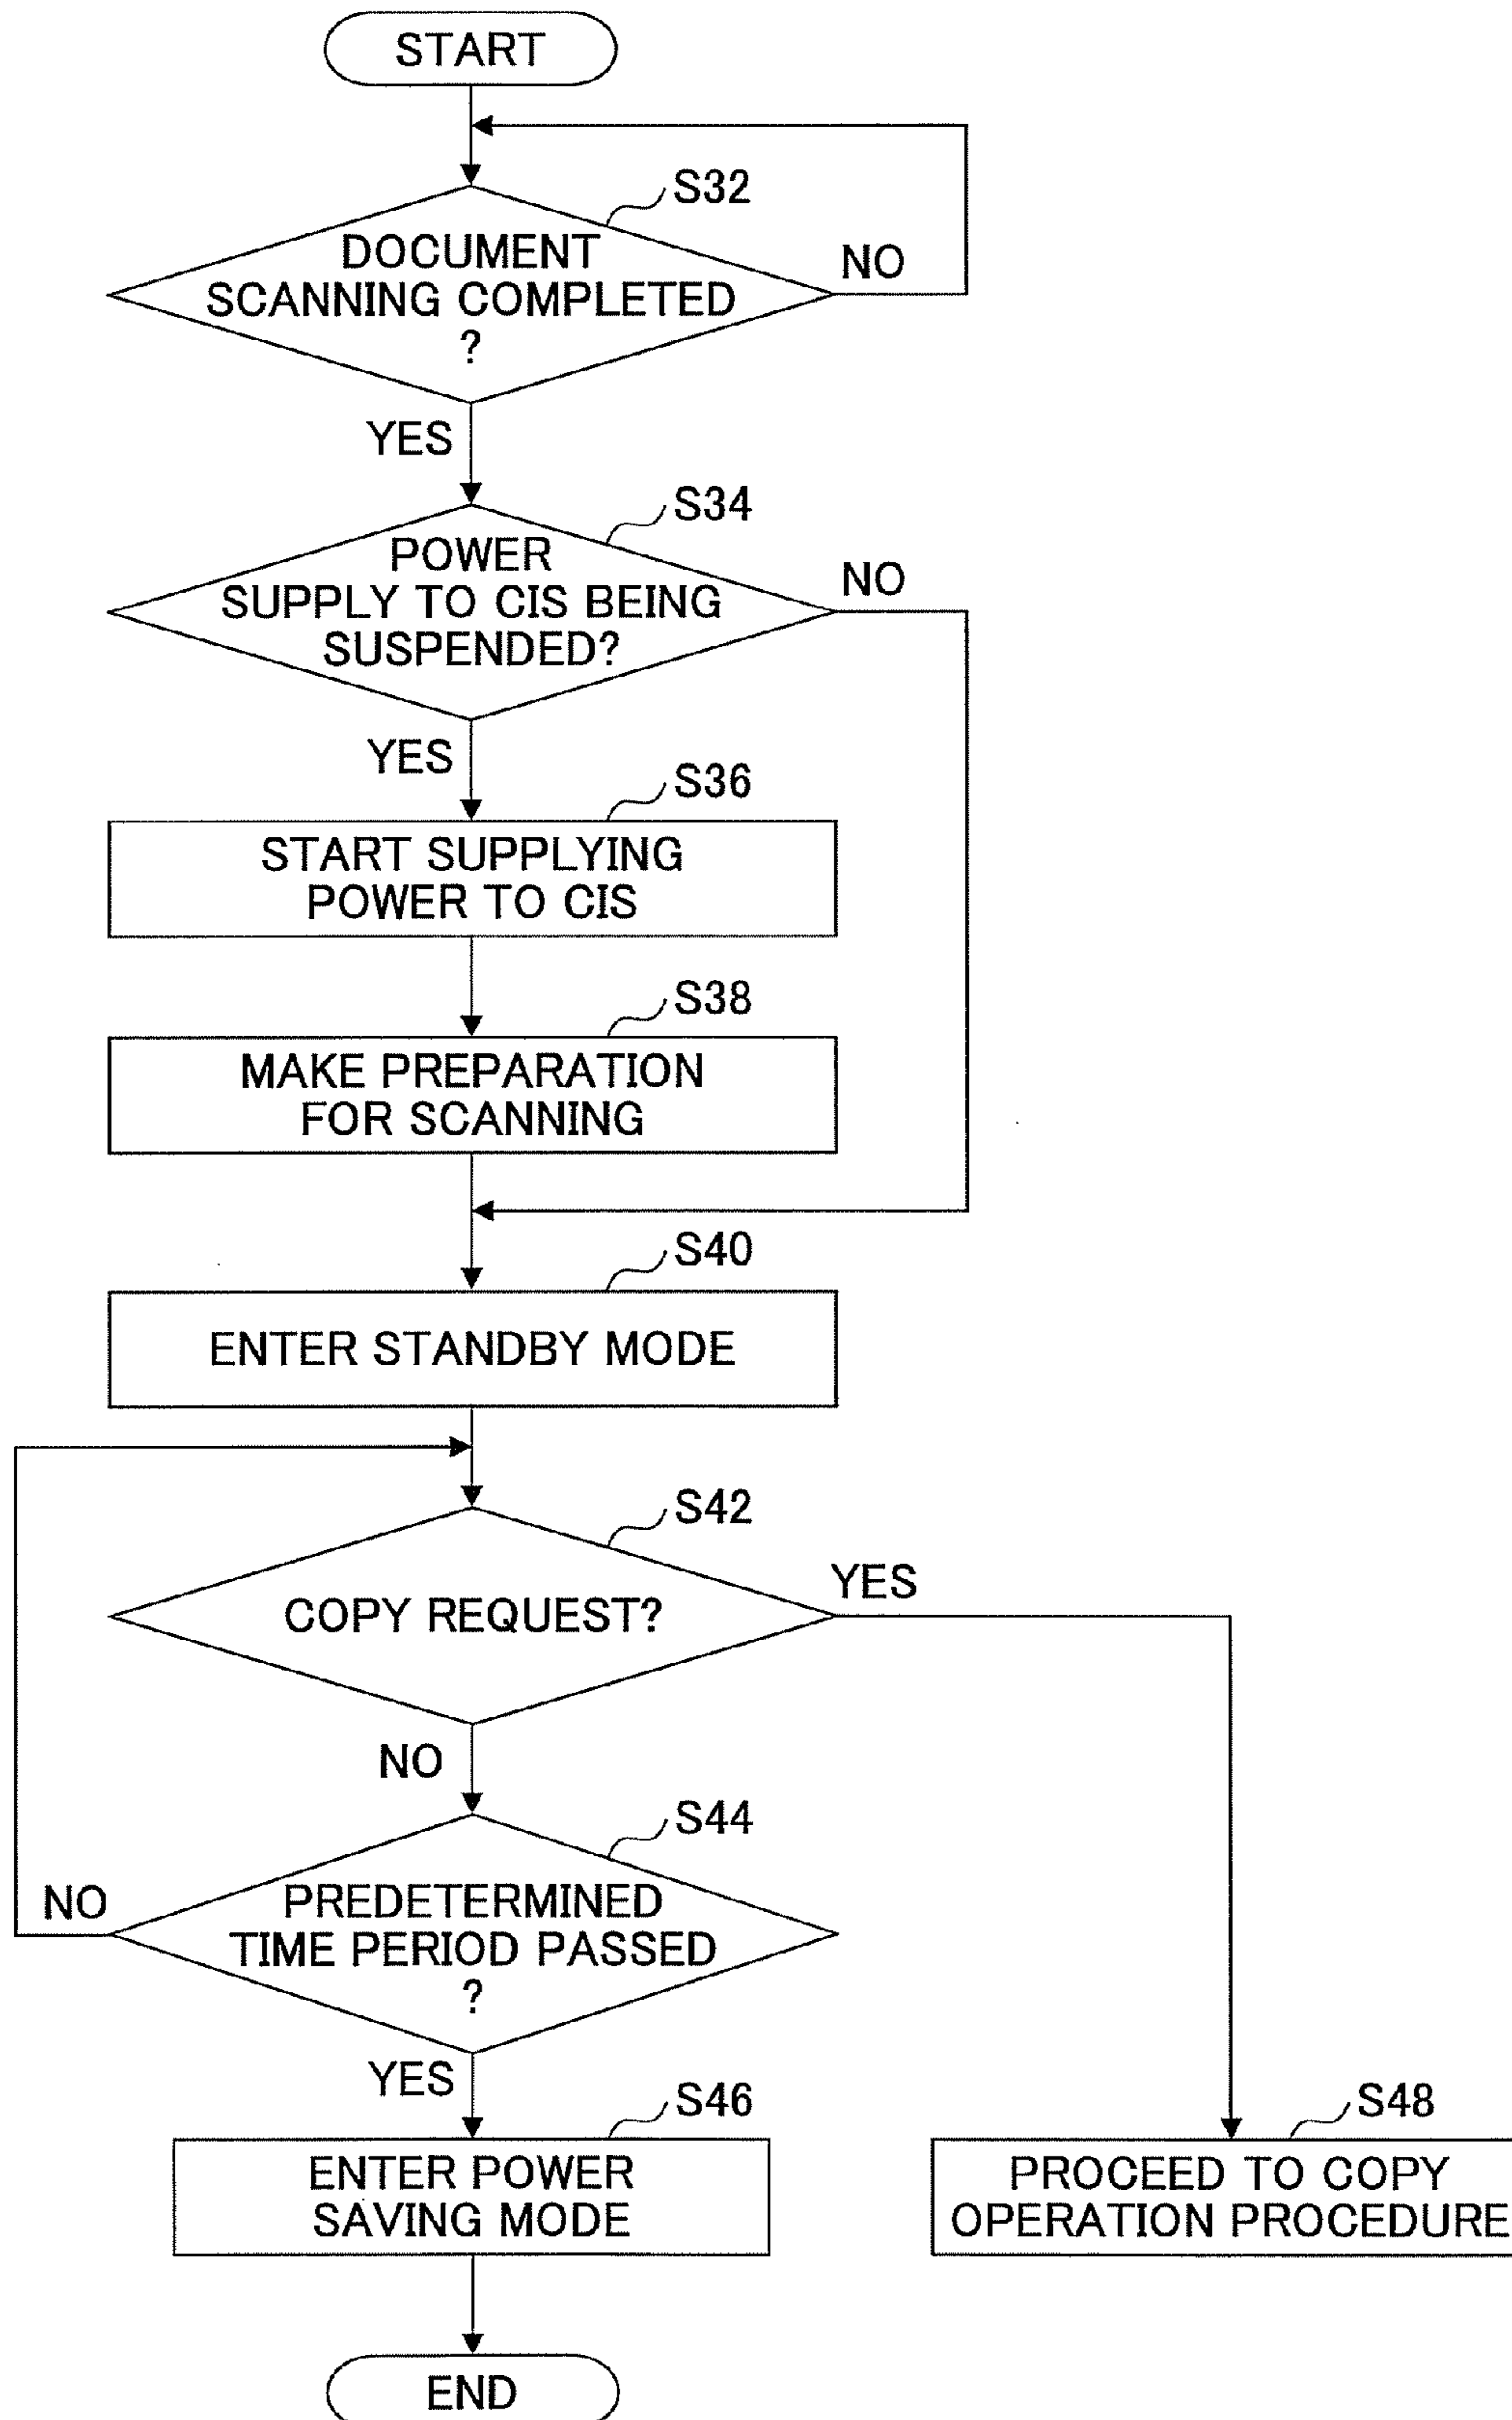 START
S32
DOCUMENT
SCANNING COMPLETED
?
NO
YES
S34
POWER
SUPPLY TO CIS BEING
SUSPENDED?
NO
YES
S36
START SUPPLYING
POWER TO CIS
S38
MAKE PREPARATION
FOR SCANNING
S40
ENTER STANDBY MODE
S42
COPY REQUEST?
YES
NO
S44
PREDETERMINED
TIME PERIOD PASSED
?
NO
YES
S46
ENTER POWER
SAVING MODE
S48
PROCEED TO COPY
OPERATION PROCEDURE
END